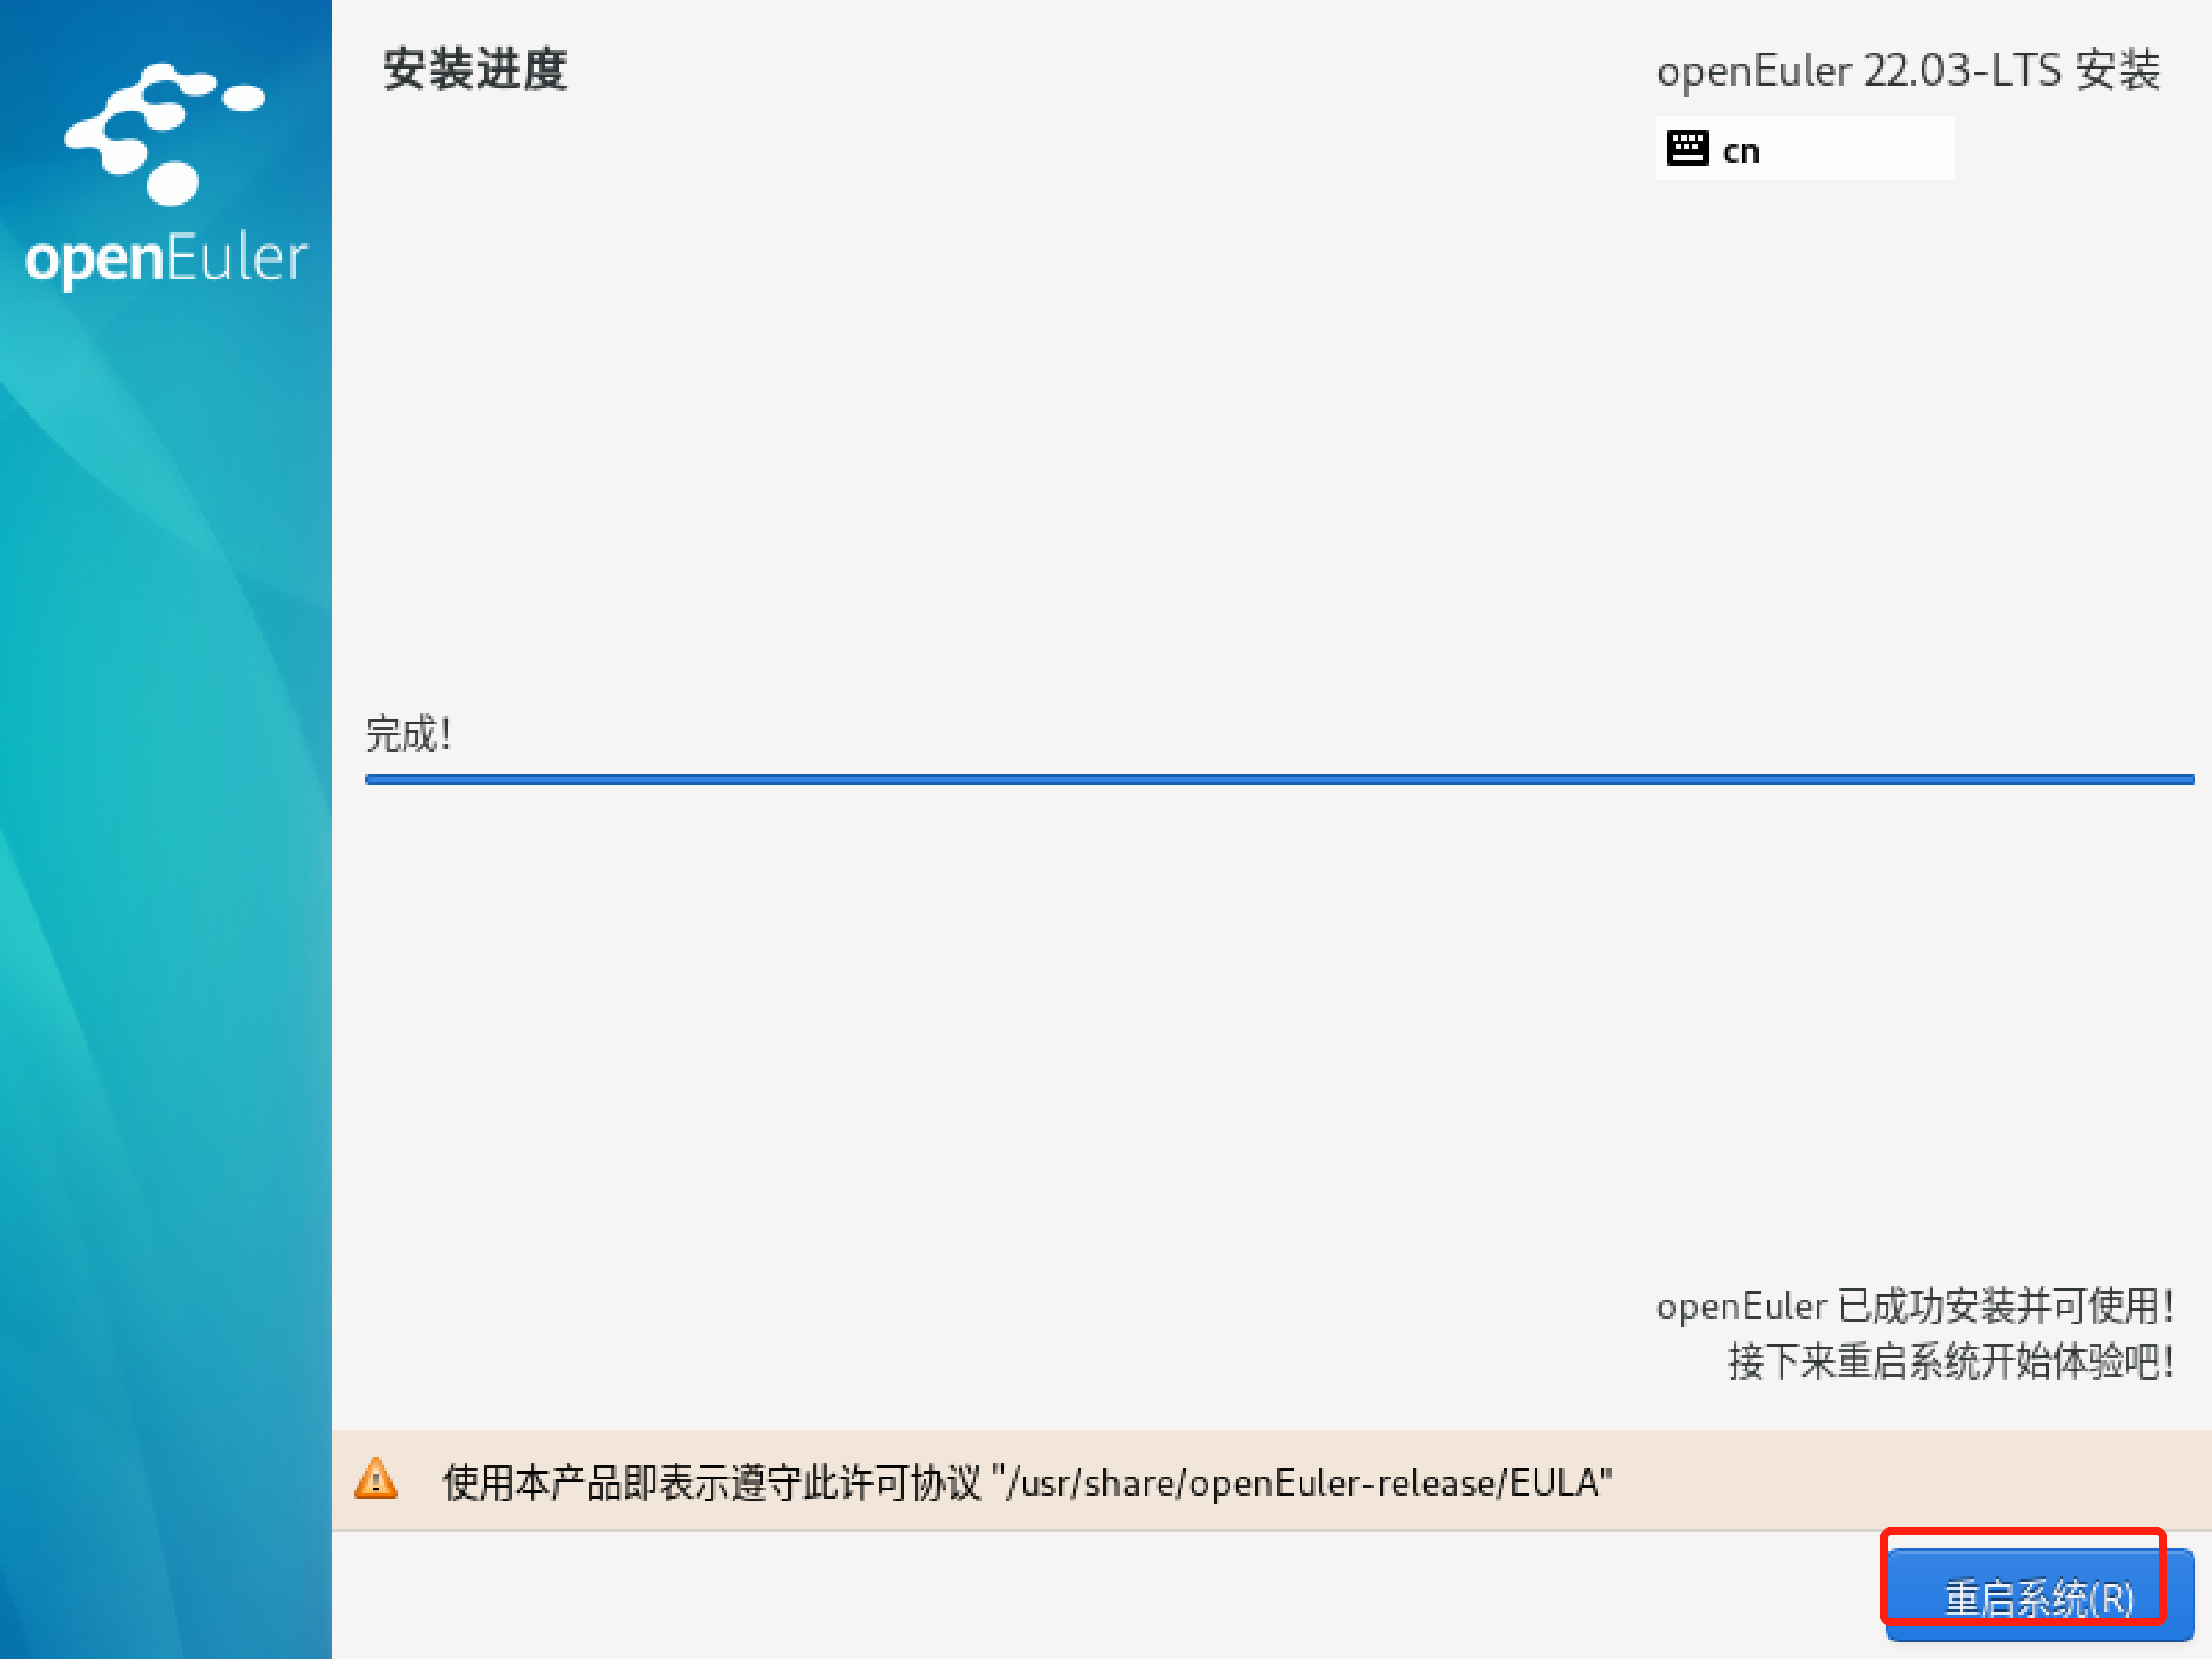 openEuler
安装进度
openEuler 22.03-LTS 安装
cn
完成!
openEuler 已成功安装并可使用!
接下来重启系统开始体验吧!
使用本产品即表示遵守此许可协议 "/usr/share/openEuler-release/EULA"
重启系统(R)